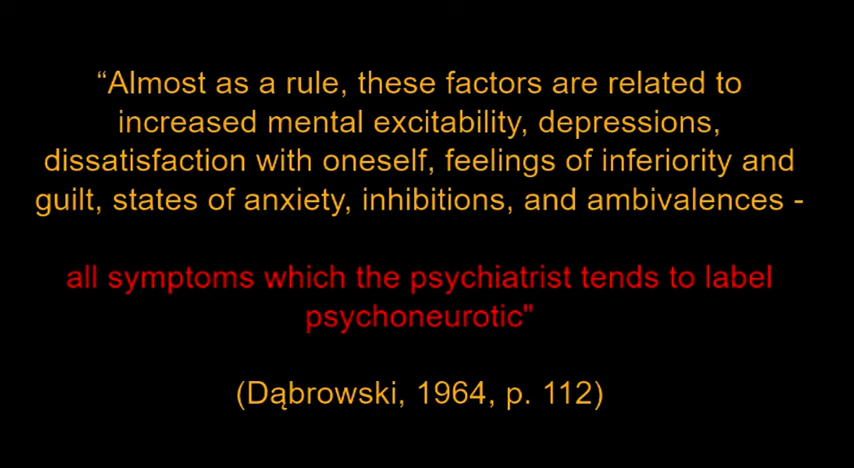 “Almost as a rule, these factors are related to
increased mental excitability, depressions,
dissatisfaction with oneself, feelings of inferiority and
guilt, states of anxiety, inhibitions, and ambivalences -
all symptoms which the psychiatrist tends to label
psychoneurotic"
(Dąbrowski, 1964, p. 112)